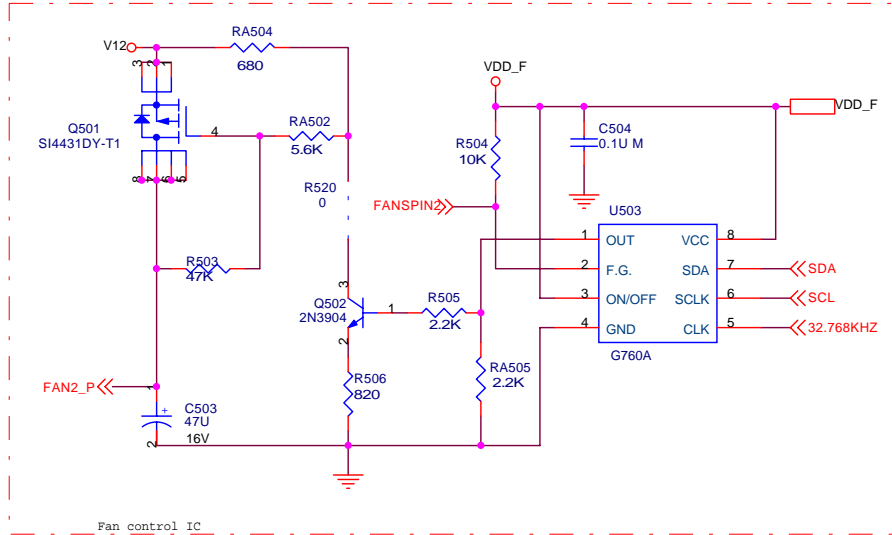 V12
RA504
680
3 2 1
Q501
SI4431DY-T1
4
RA502
5.6K
8 7 6 5
R520
0
R503
47K
VDD_F
VDD_F
R504
10K
C504
0.1U M
FANSPIN2
U503
1 OUT VCC 8
2 F.G. SDA 7 SDA
3 ON/OFF SCLK 6 SCL
4 GND CLK 5 32.768KHZ
G760A
3
Q502
2N3904
1
2
R505
2.2K
RA505
2.2K
R506
820
FAN2_P
1
C503
47U
+
2
16V
Fan control IC